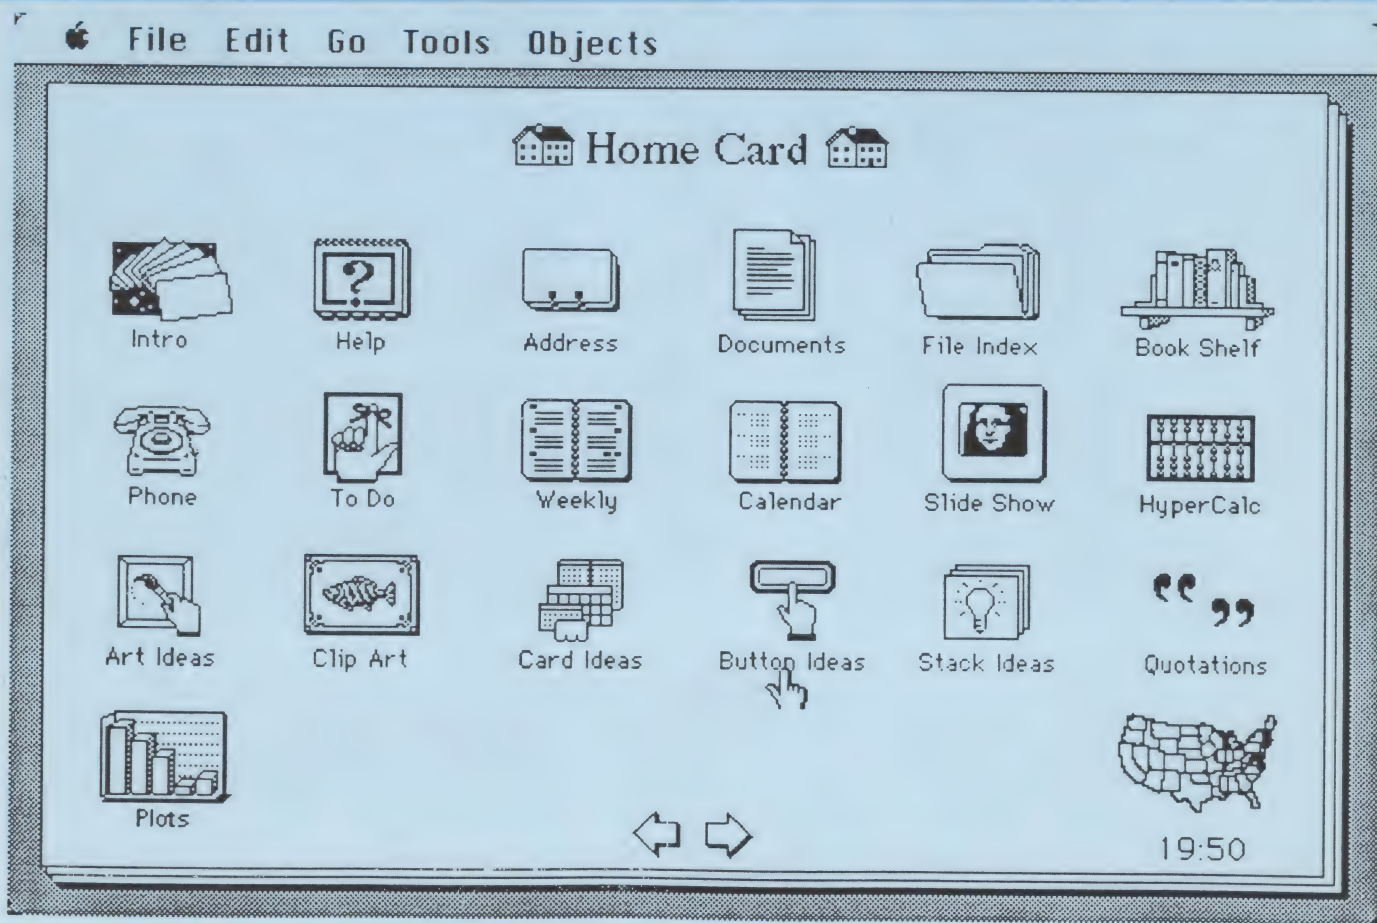 File Edit Go Tools Objects
Home Card
Intro Help Address Documents File Index Book Shelf
Phone To Do Weekly Calendar Slide Show HyperCalc
Art Ideas Clip Art Card Ideas Button Ideas Stack Ideas Quotations
Plots
19:50